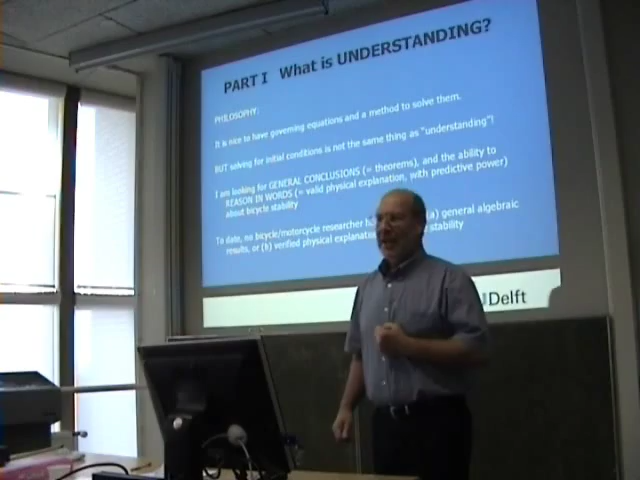 PART I What is UNDERSTANDING?
PHILOSOPHY:
It is nice to have governing equations and a method to solve them.
BUT solving for initial conditions is not the same thing as "understanding"!
I am looking for GENERAL CONCLUSIONS (= theorems), and the ability to
REASON IN WORDS (= valid physical explanation, with predictive power)
about bicycle stability
To date, no bicycle/motorcycle researcher general algebraic
results, or (b) verified physical stability
Delft